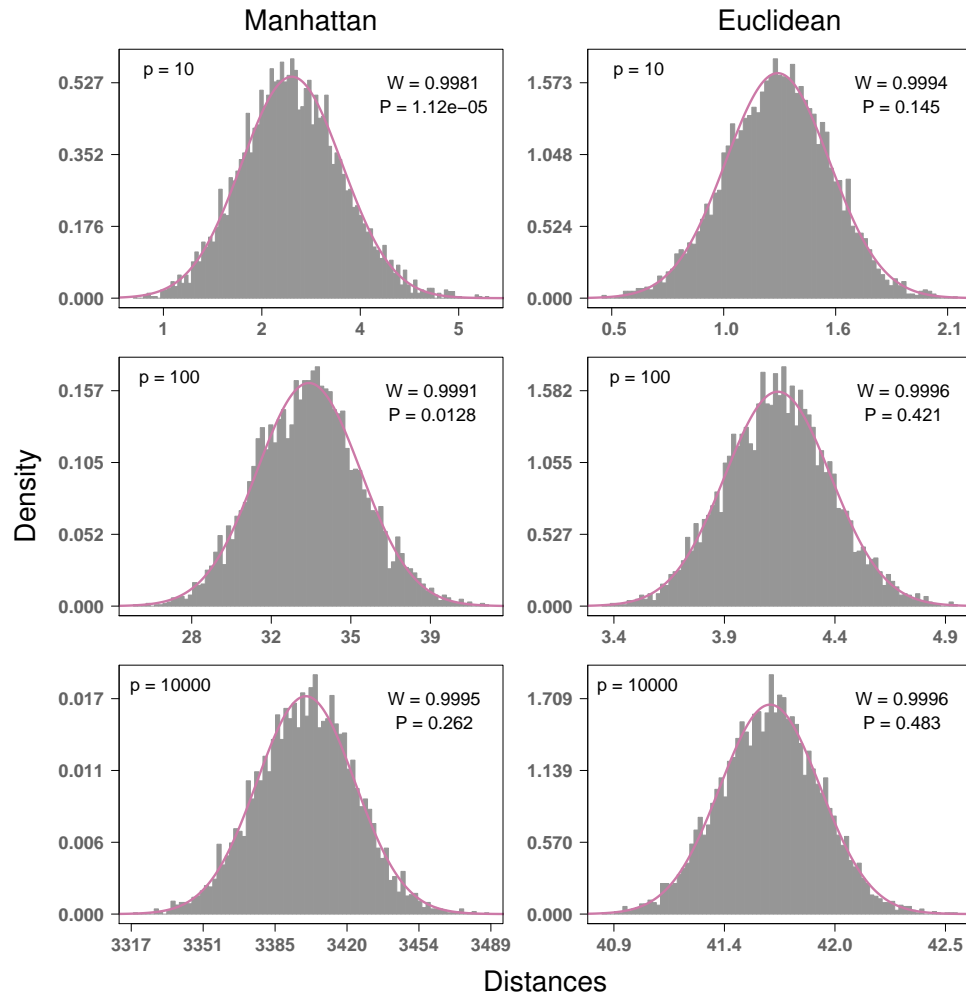 Manhattan
Euclidean
p = 10
W = 0.9981
P = 1.12e−05
0.527
0.352
0.176
0.000
1 2 4 5
p = 10
W = 0.9994
P = 0.145
1.573
1.048
0.524
0.000
0.5 1.0 1.6 2.1
p = 100
W = 0.9991
P = 0.0128
0.157
0.105
0.052
0.000
28 32 35 39
p = 100
W = 0.9996
P = 0.421
1.582
1.055
0.527
0.000
3.4 3.9 4.4 4.9
p = 10000
W = 0.9995
P = 0.262
0.017
0.011
0.006
0.000
3317 3351 3385 3420 3454 3489
p = 10000
W = 0.9996
P = 0.483
1.709
1.139
0.570
0.000
40.9 41.4 42.0 42.5
Density
Distances